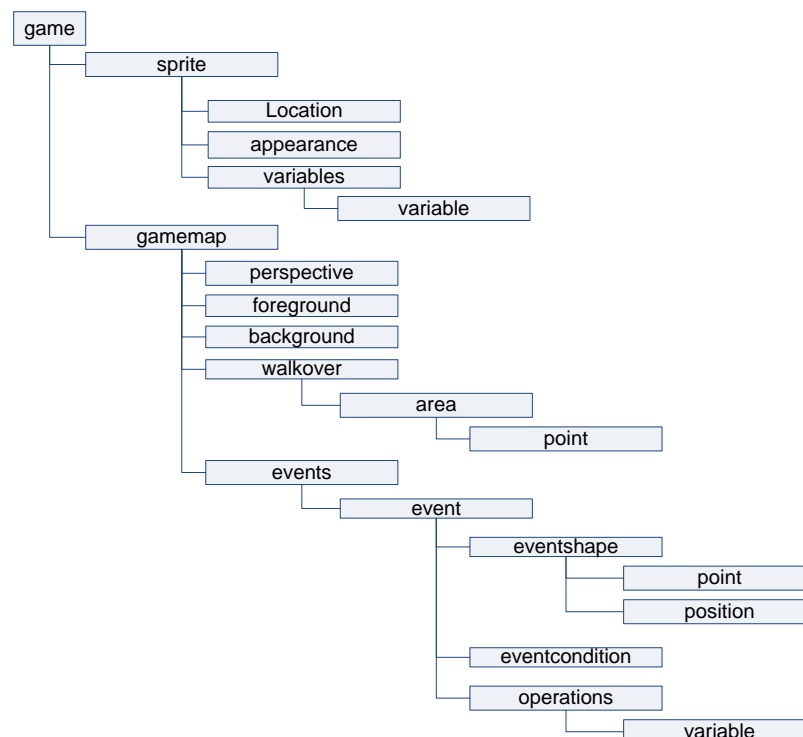 game
sprite
Location
appearance
variables
variable
gamemap
perspective
foreground
background
walkover
area
point
events
event
eventshape
point
position
eventcondition
operations
variable